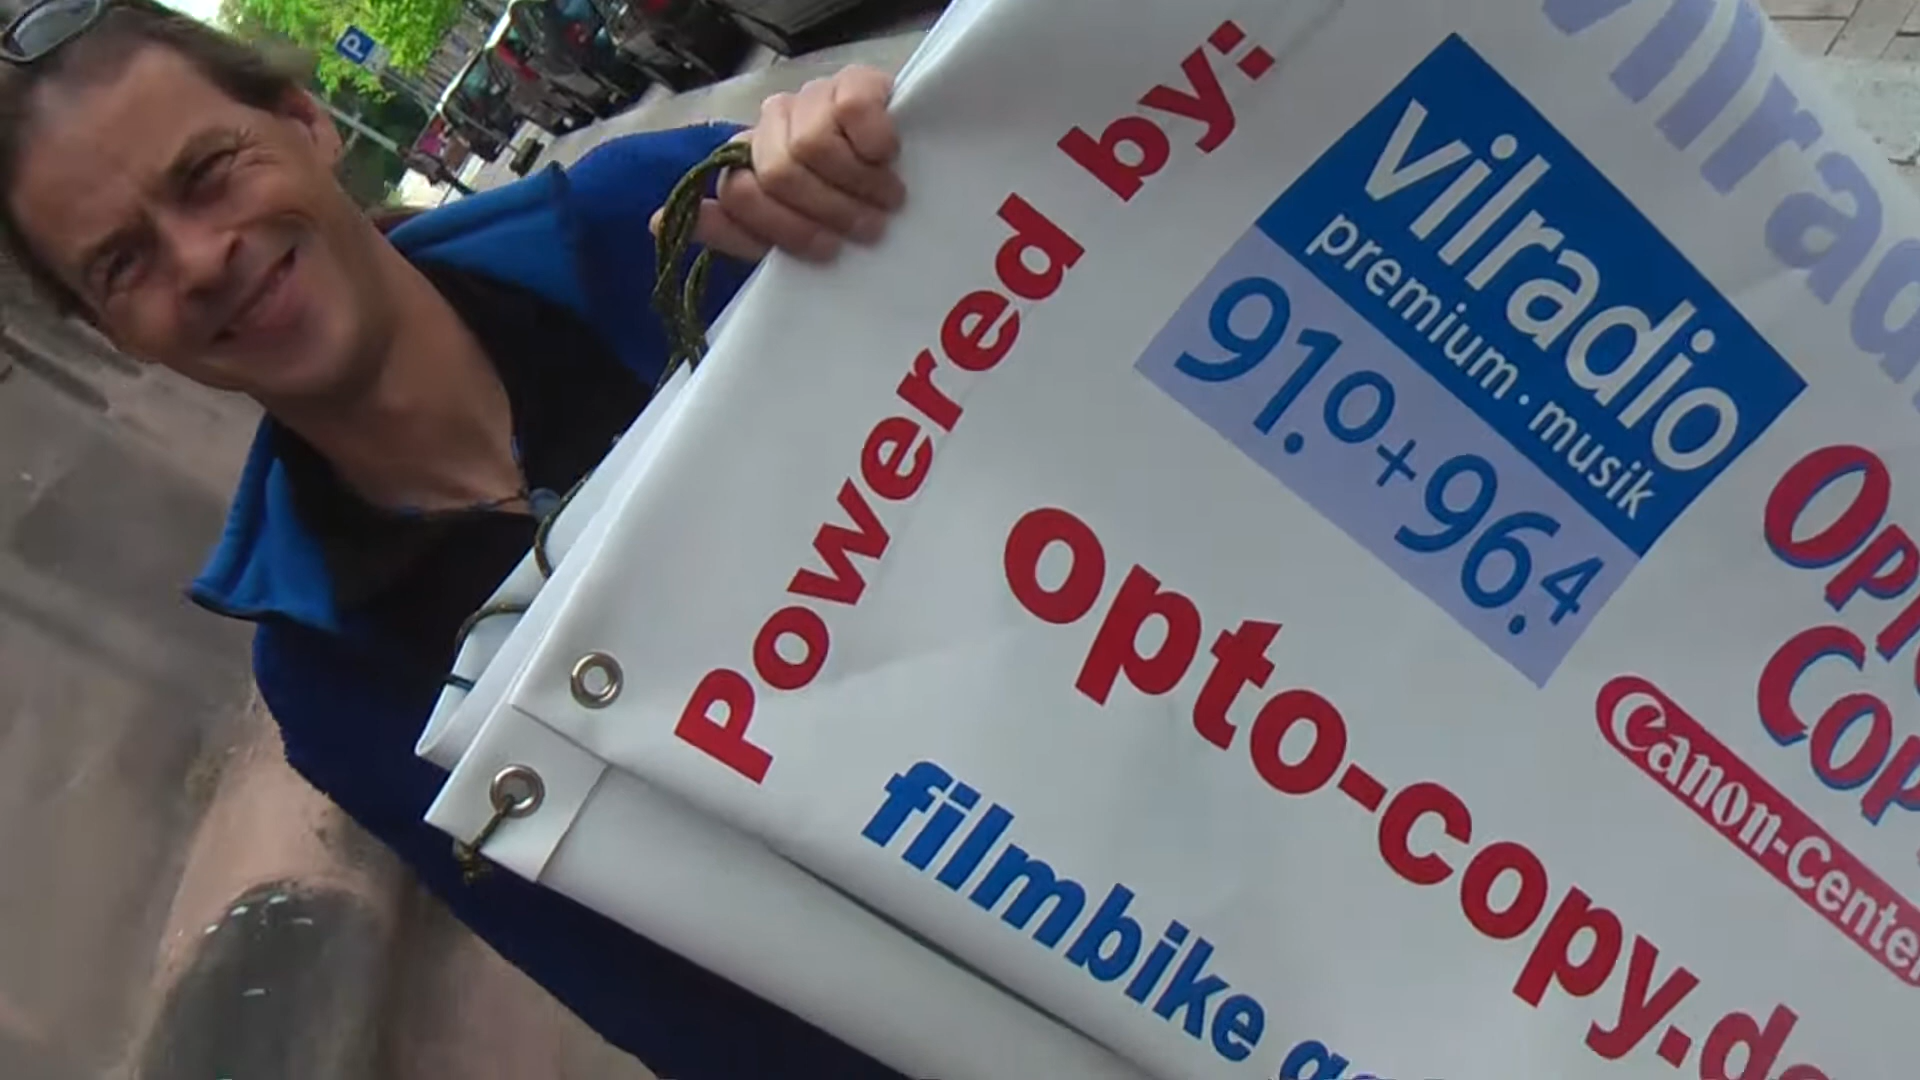 P
Powered by:
vilradio
premium · musik
91.0+96.4
opto-copy.de
Canon-Center
filmbike